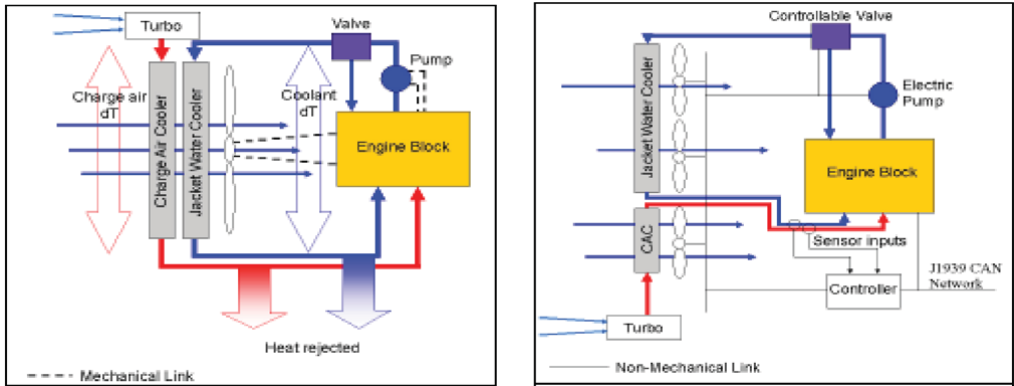 Turbo
Valve
Pump
Charge air
dT
Coolant
dT
Charge Air Cooler
Jacket Water Cooler
Engine Block
Heat rejected
Mechanical Link
Controllable Valve
Jacket Water Cooler
Electric
Pump
Engine Block
CAC
Sensor inputs
J1939 CAN
Network
Controller
Turbo
Non-Mechanical Link